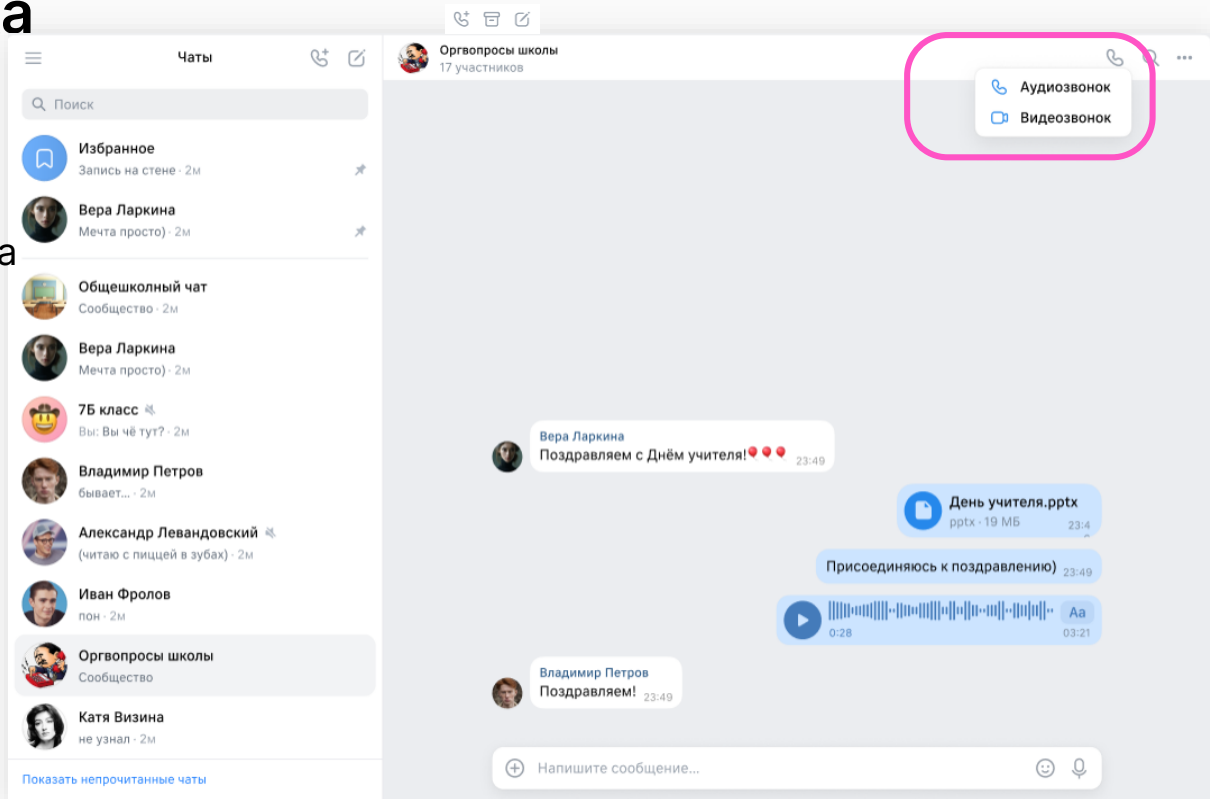 а
Чаты
Оргвопросы школы
17 участников
Аудиозвонок
Видеозвонок
Поиск
Избранное
Запись на стене · 2м
Вера Ларкина
Мечта просто) · 2м
а
Общешкольный чат
Сообщество · 2м
Вера Ларкина
Мечта просто) · 2м
7Б класс
Вы: Вы чё тут? · 2м
Владимир Петров
бывает... · 2м
Александр Левандовский
(читаю с пиццей в зубах) · 2м
Иван Фролов
пон · 2м
Оргвопросы школы
Сообщество
Катя Визина
не узнал · 2м
Показать непрочитанные чаты
Вера Ларкина
Поздравляем с Днём учителя!🎈🎈🎈 23:49
День учителя.pptx
pptx · 19 МБ 23:4
Присоединяюсь к поздравлению) 23:49
Aa
0:28 03:21
Владимир Петров
Поздравляем! 23:49
Напишите сообщение...